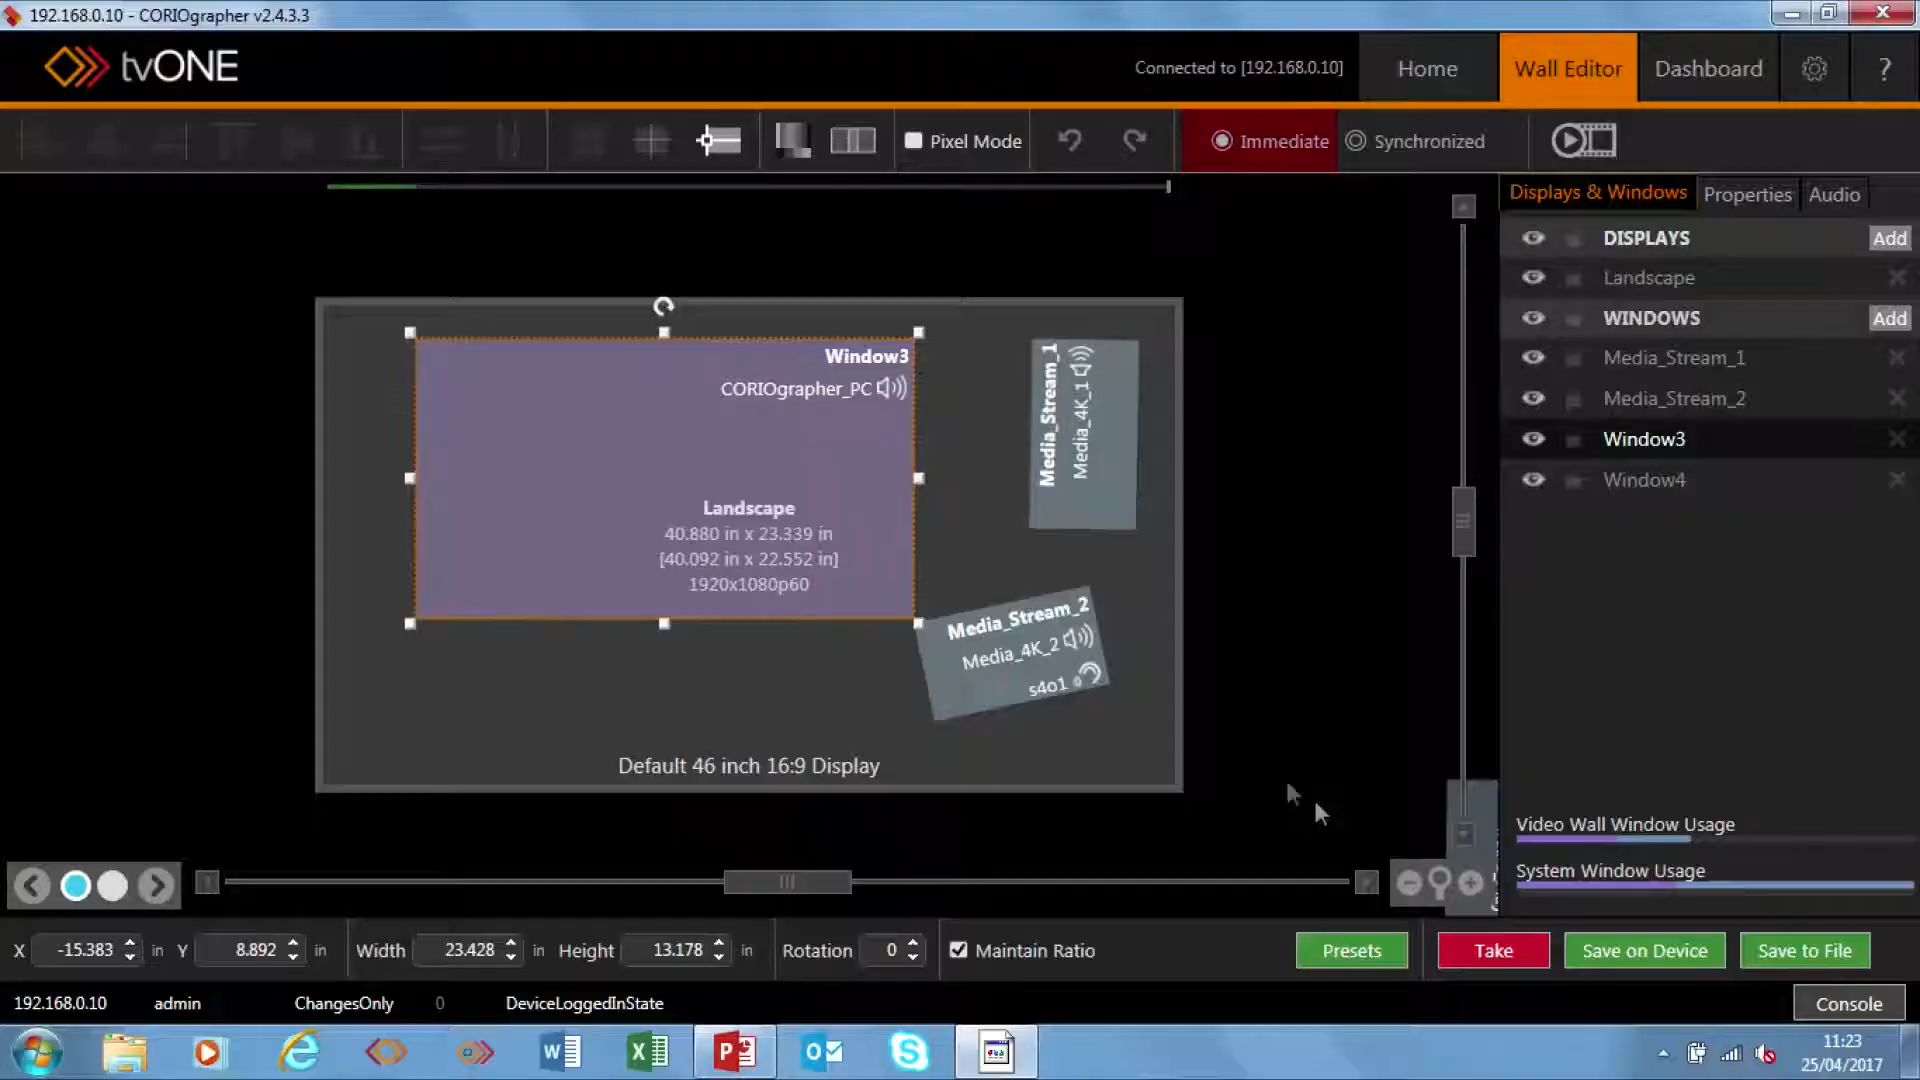 192.168.0.10 - CORIOgrapher v2.4.3.3
tvONE
Connected to [192.168.0.10]
Home
Wall Editor
Dashboard
?
Pixel Mode
Immediate
Synchronized
Displays & Windows
Properties
Audio
DISPLAYS
Add
Landscape
WINDOWS
Add
Media_Stream_1
Media_Stream_2
Window3
Window4
Window3
CORIOgrapher_PC
Landscape
40.880 in x 23.339 in
[40.092 in x 22.552 in]
1920x1080p60
Media_Stream_1
Media_4K_1
Media_Stream_2
Media_4K_2
s4o1
Default 46 inch 16:9 Display
Video Wall Window Usage
System Window Usage
X -15.383 in Y 8.892 in Width 23.428 in Height 13.178 in Rotation 0 Maintain Ratio
Presets
Take
Save on Device
Save to File
192.168.0.10 admin ChangesOnly 0 DeviceLoggedInState
Console
11:23
25/04/2017